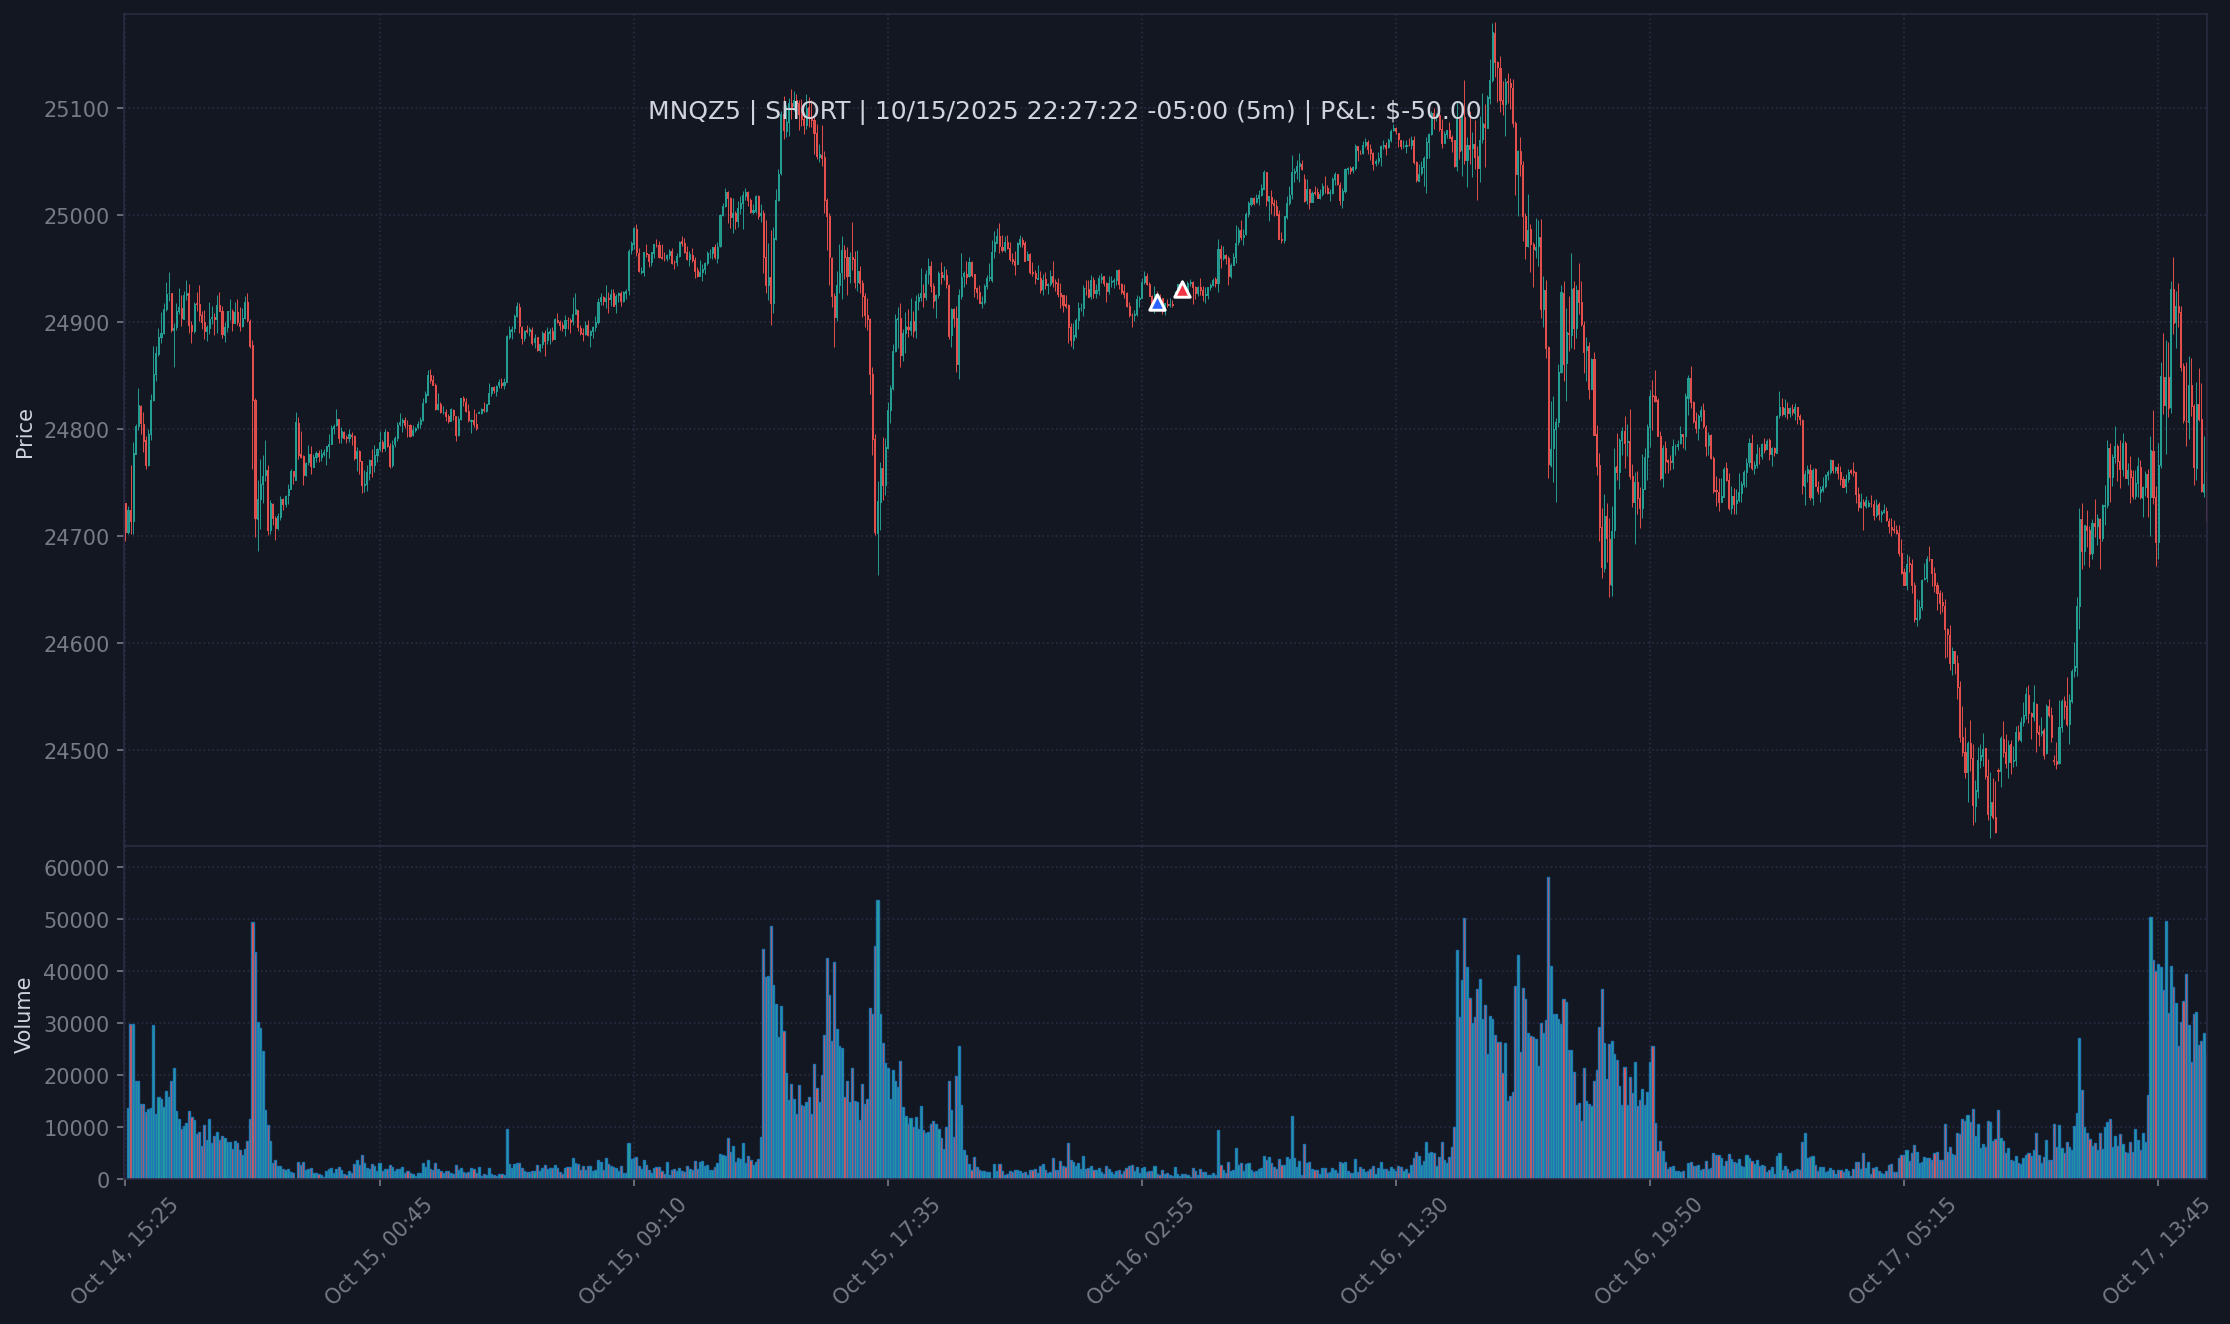 MNQZ5 | SHORT | 10/15/2025 22:27:22 -05:00 (5m) | P&L: $-50.00
Price
25100
25000
24900
24800
24700
24600
24500
Volume
60000
50000
40000
30000
20000
10000
0
Oct 14, 15:25
Oct 15, 00:45
Oct 15, 09:10
Oct 15, 17:35
Oct 16, 02:55
Oct 16, 11:30
Oct 16, 19:50
Oct 17, 05:15
Oct 17, 13:45